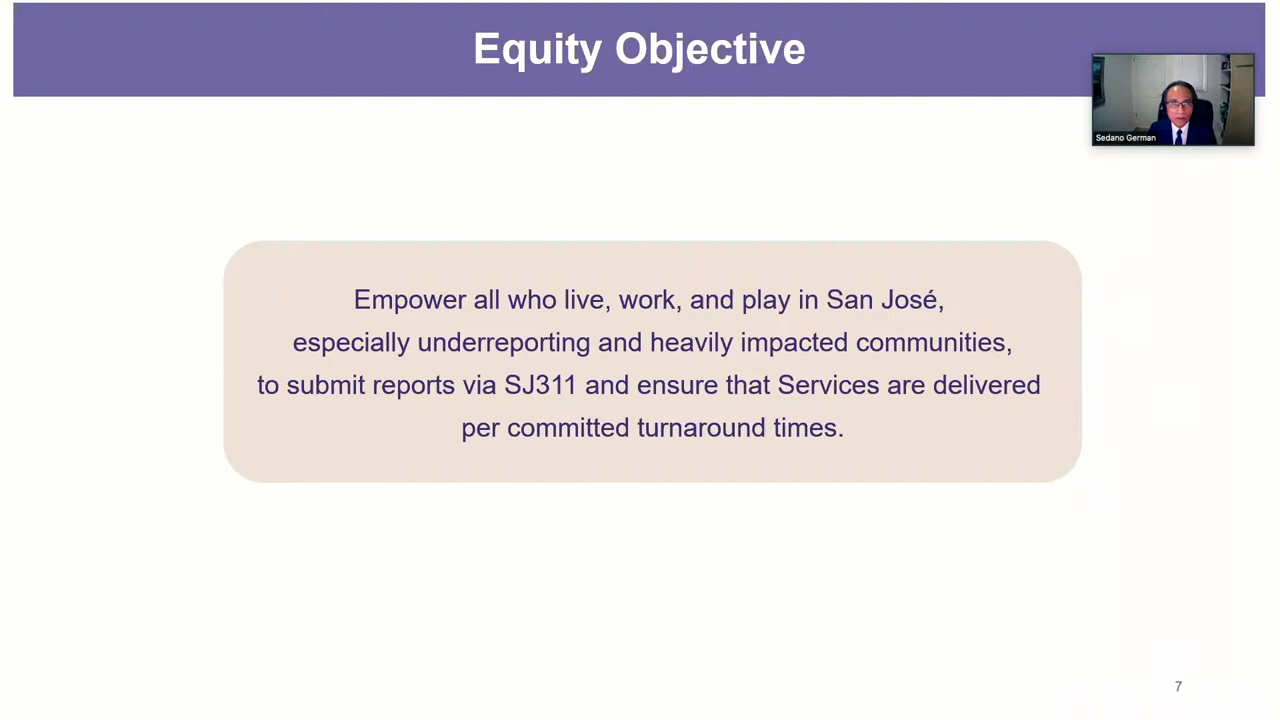 Equity Objective
Sedano German
Empower all who live, work, and play in San José,
especially underreporting and heavily impacted communities,
to submit reports via SJ311 and ensure that Services are delivered
per committed turnaround times.
7